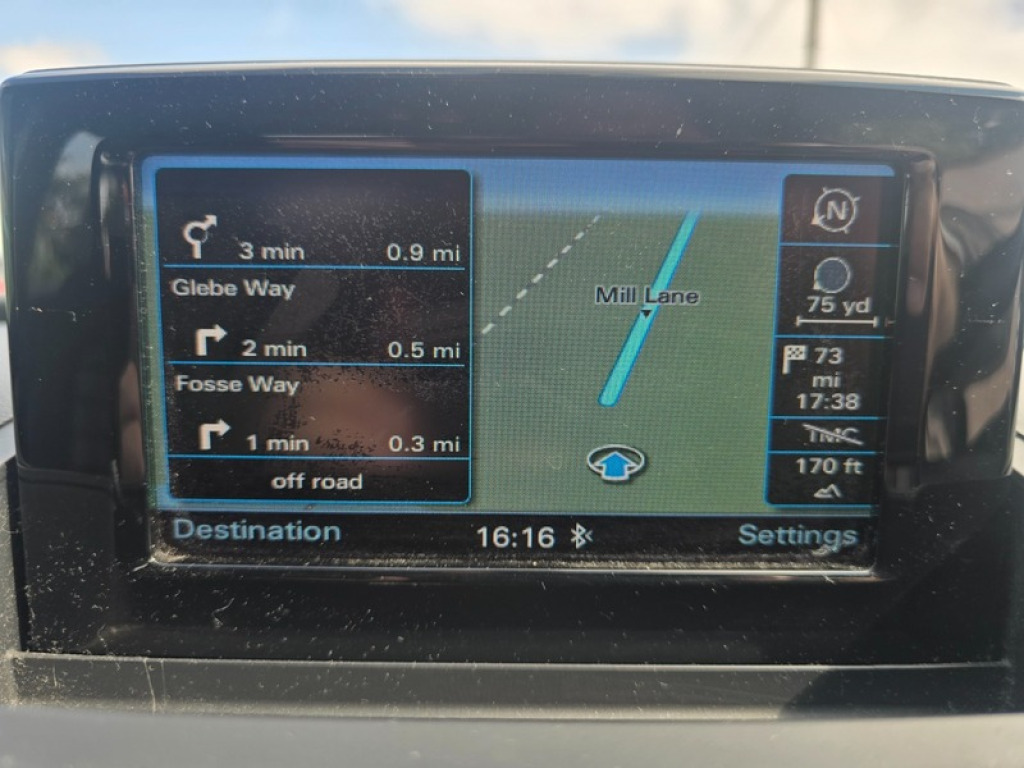 3 min 0.9 mi
Glebe Way
2 min 0.5 mi
Fosse Way
1 min 0.3 mi
off road
Mill Lane
N
75 yd
73
mi
17:38
TMC
170 ft
Destination 16:16 Settings